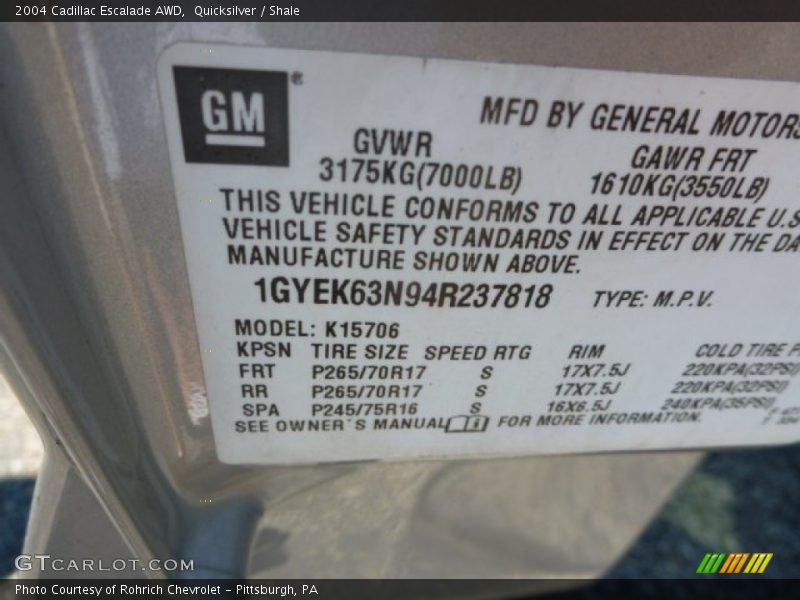 2004 Cadillac Escalade AWD, Quicksilver / Shale
GM ®
MFD BY GENERAL MOTORS
GVWR GAWR FRT
3175KG(7000LB) 1610KG(3550LB)
THIS VEHICLE CONFORMS TO ALL APPLICABLE U.S
VEHICLE SAFETY STANDARDS IN EFFECT ON THE DA
MANUFACTURE SHOWN ABOVE.
1GYEK63N94R237818 TYPE: M.P.V.
MODEL: K15706
KPSN TIRE SIZE SPEED RTG RIM COLD TIRE P
FRT P265/70R17 S 17X7.5J 220KPA(32PSI)
RR P265/70R17 S 17X7.5J 220KPA(32PSI)
SPA P245/75R16 S 16X6.5J 240KPA(35PSI)
SEE OWNER'S MANUAL FOR MORE INFORMATION.
GTCARLOT.COM
Photo Courtesy of Rohrich Chevrolet - Pittsburgh, PA